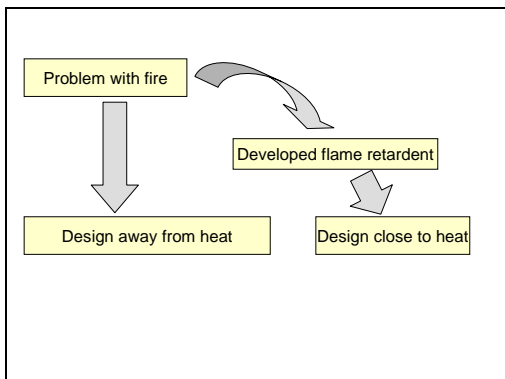 Problem with fire
Developed flame retardent
Design away from heat
Design close to heat